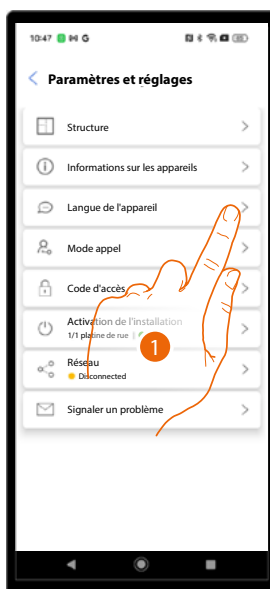 10:47 G
Paramètres et réglages
Structure
Informations sur les appareils
Langue de l'appareil
Mode appel
Code d'accès
Activation de l'installation
1/1 platine de rue |
1
Réseau
Disconnected
Signaler un problème